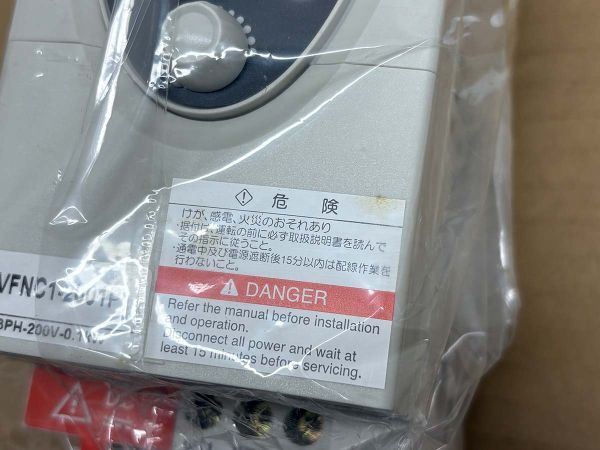 危険
けが、感電、火災のおそれあり
・据付け、運転の前に必ず取扱説明書を読んで
その指示に従うこと。
・通電中及び電源遮断後15分以内は配線作業を
行わないこと。
DANGER
Refer the manual before installation
and operation.
Disconnect all power and wait at
least 15 minutes before servicing.
VFNC1-2001P
3PH-200V-0.1kW